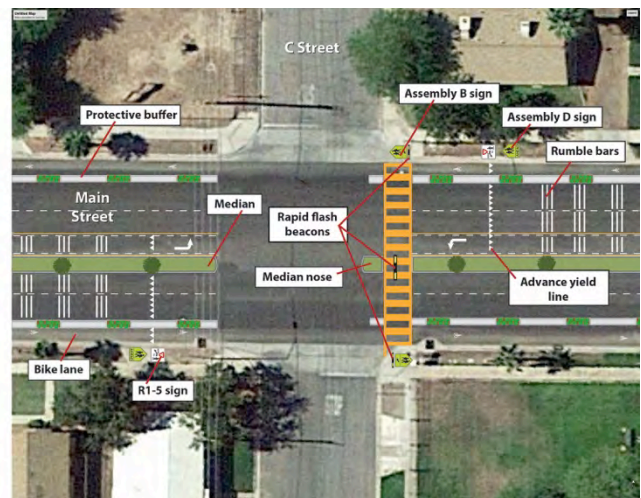 C Street
Assembly B sign
Assembly D sign
Protective buffer
Rumble bars
Main
Street
Median
Rapid flash
beacons
Median nose
Advance yield
line
Bike lane
R1-5 sign